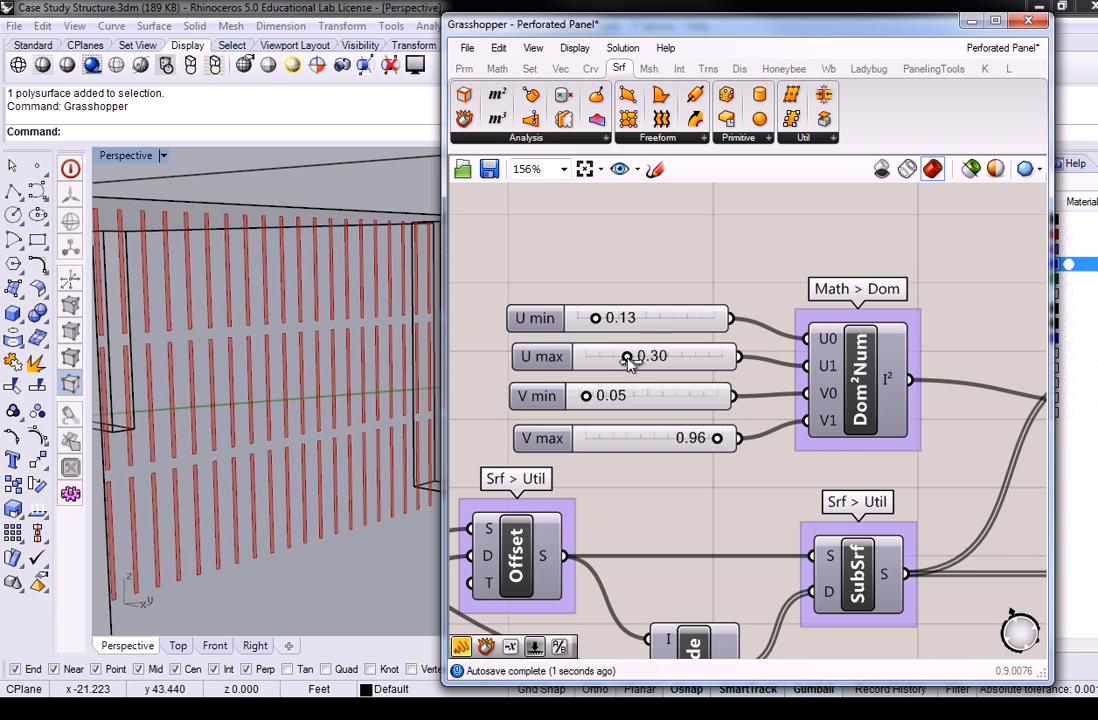 Case Study Structure.3dm (189 KB) - Rhinoceros 5.0 Educational Lab License - [Perspective]
File Edit View Curve Surface Solid Mesh Dimension Transform Tools Analy
Standard CPlanes Set View Display Select Viewport Layout Visibility Transform
1 polysurface added to selection.
Command: Grasshopper
Command:
Perspective
z
x y
Perspective Top Front Right
End Near Point Mid Cen Int Perp Tan Quad Knot Verte
CPlane x -21.223 y 43.440 z 0.000 Feet Default Grid Snap Ortho Planar Osnap SmartTrack Gumball Record History Filter Absolute tolerance: 0.001
Grasshopper - Perforated Panel*
File Edit View Display Solution Help Perforated Panel*
Prm Math Set Vec Crv Srf Msh Int Trns Dis Honeybee Wb Ladybug PanelingTools K L
m² m³
Analysis Freeform Primitive Util
156%
Help
Material
Math > Dom
U min 0.13
U max 0.30
V min 0.05
V max 0.96
U0
U1
V0
V1
Dom²Num
I²
Srf > Util
S
D
T
Offset
S
Srf > Util
S
D
SubSrf
S
I
de
Autosave complete (1 seconds ago) 0.9.0076